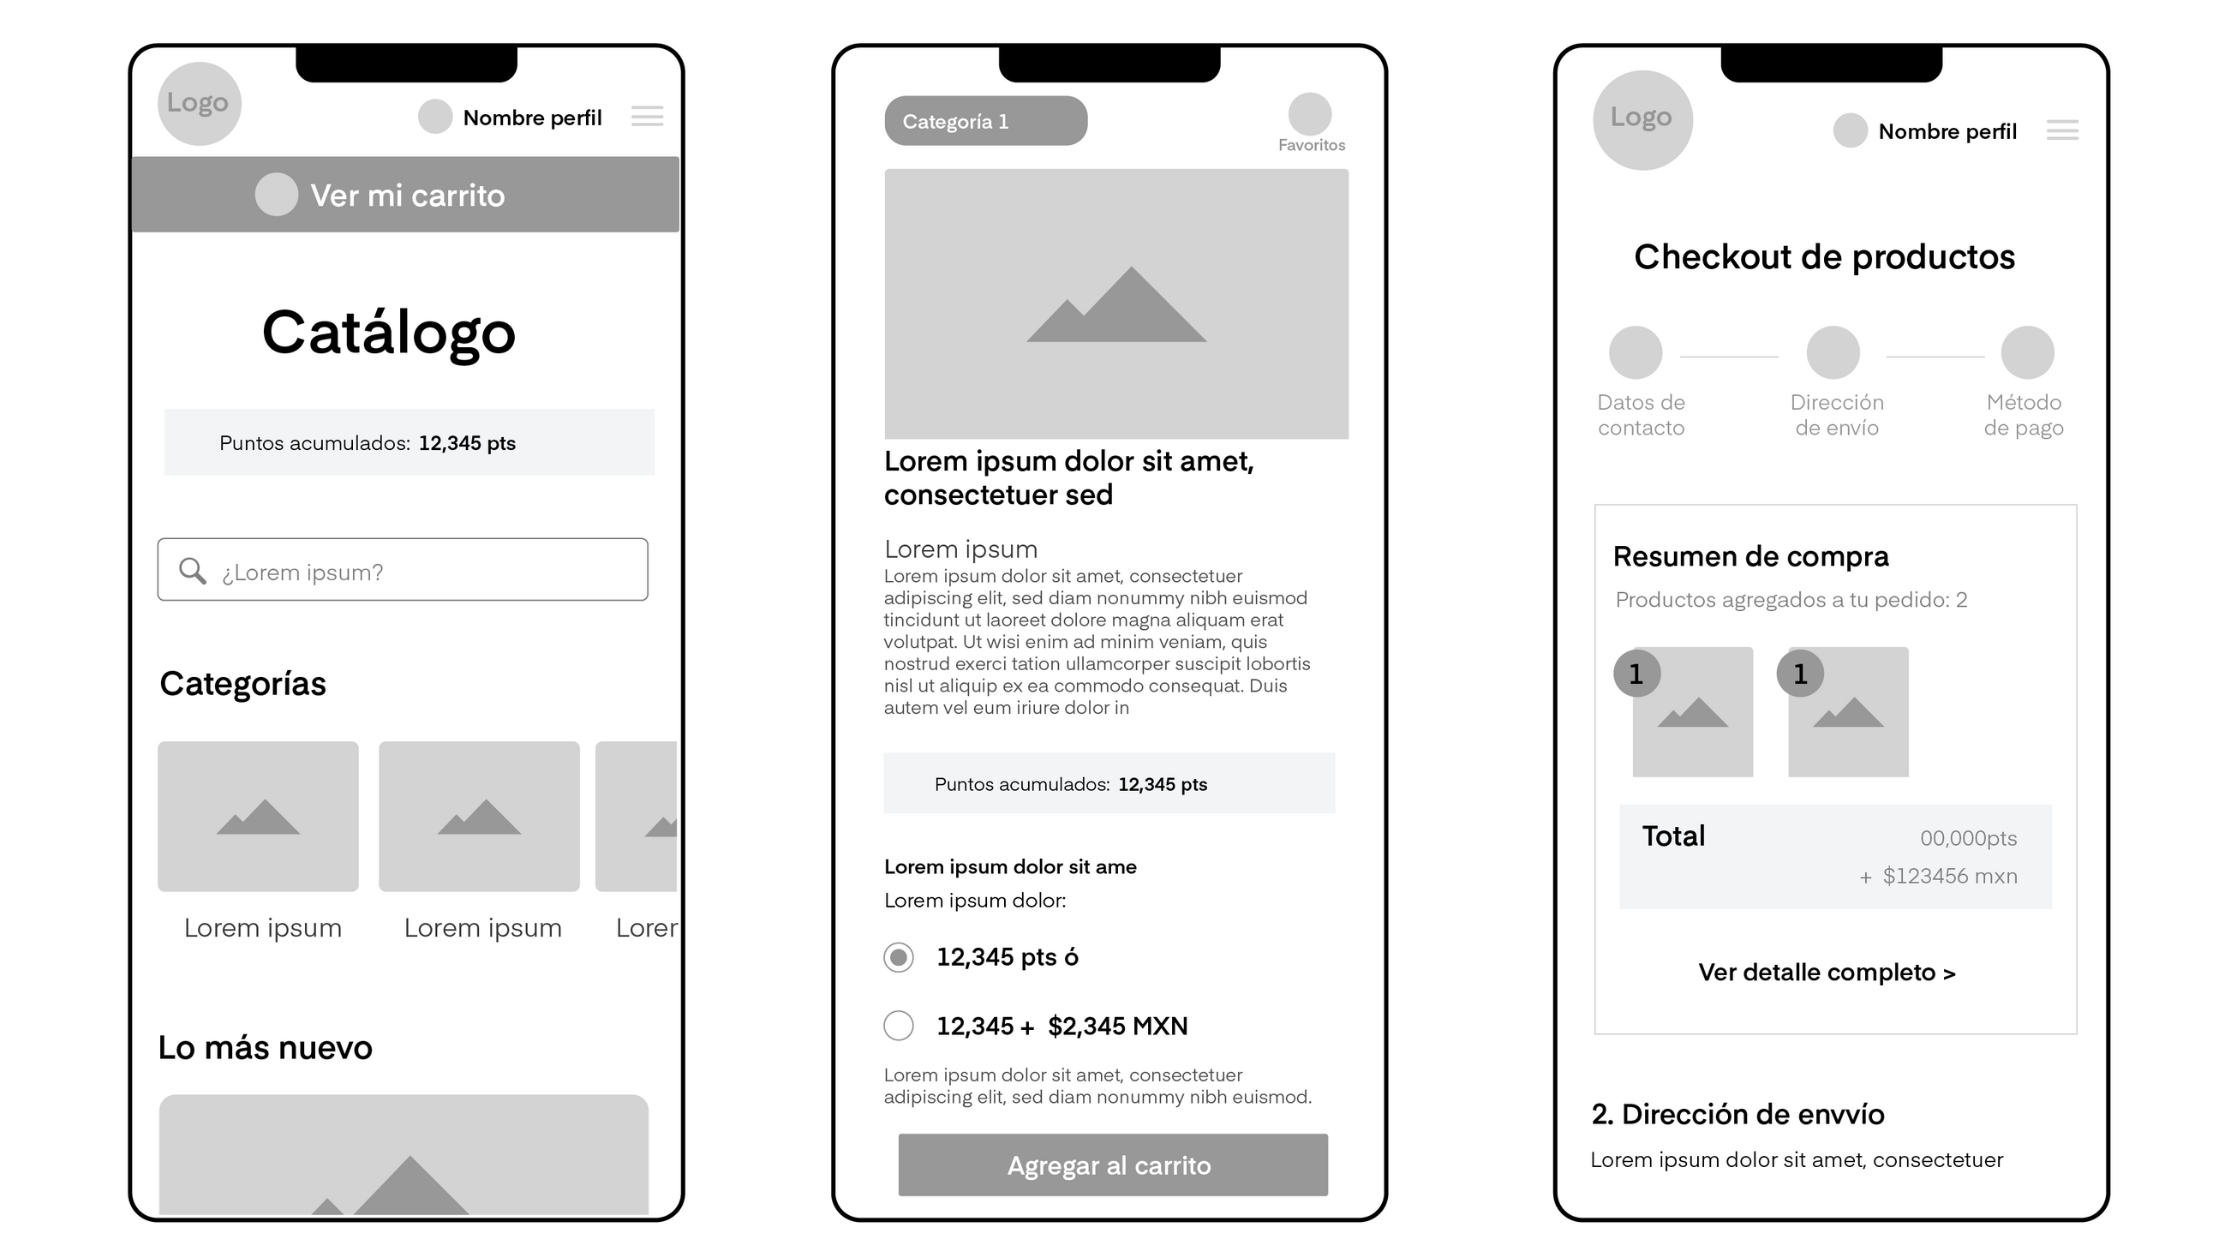 Logo
Nombre perfil
Ver mi carrito
Catálogo
Puntos acumulados: 12,345 pts
¿Lorem ipsum?
Categorías
Lorem ipsum
Lorem ipsum
Lorer
Lo más nuevo
Categoría 1
Favoritos
Lorem ipsum dolor sit amet,
consectetuer sed
Lorem ipsum
Lorem ipsum dolor sit amet, consectetuer
adipiscing elit, sed diam nonummy nibh euismod
tincidunt ut laoreet dolore magna aliquam erat
volutpat. Ut wisi enim ad minim veniam, quis
nostrud exerci tation ullamcorper suscipit lobortis
nisl ut aliquip ex ea commodo consequat. Duis
autem vel eum iriure dolor in
Puntos acumulados: 12,345 pts
Lorem ipsum dolor sit ame
Lorem ipsum dolor:
12,345 pts ó
12,345 + $2,345 MXN
Lorem ipsum dolor sit amet, consectetuer
adipiscing elit, sed diam nonummy nibh euismod.
Agregar al carrito
Logo
Nombre perfil
Checkout de productos
Datos de
contacto
Dirección
de envío
Método
de pago
Resumen de compra
Productos agregados a tu pedido: 2
1
1
Total
00,000pts
+ $123456 mxn
Ver detalle completo >
2. Dirección de envvío
Lorem ipsum dolor sit amet, consectetuer